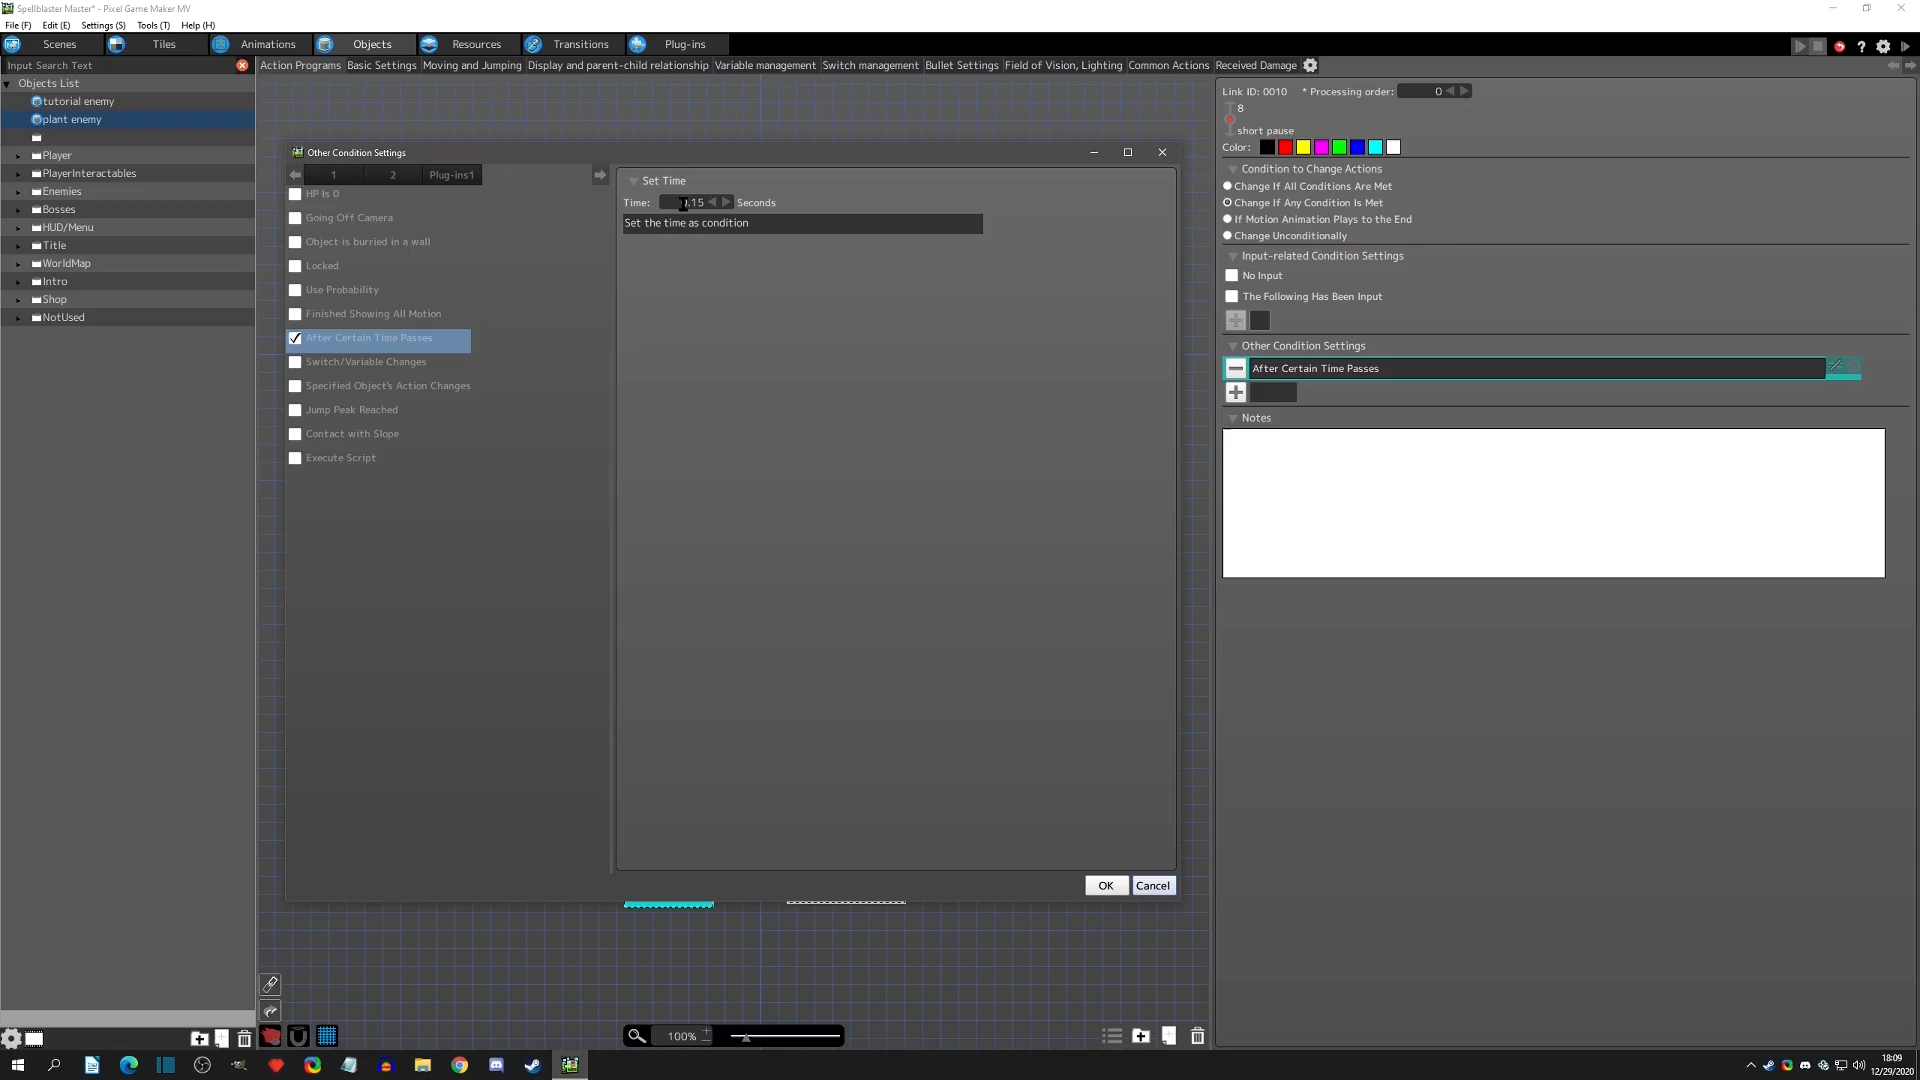 Spellblaster Master* - Pixel Game Maker MV
File (F) Edit (E) Settings (S) Tools (T) Help (H)
Scenes Tiles Animations Objects Resources Transitions Plug-ins
Input Search Text
Action Programs Basic Settings Moving and Jumping Display and parent-child relationship Variable management Switch management Bullet Settings Field of Vision, Lighting Common Actions Received Damage
Objects List
tutorial enemy
plant enemy
Player
PlayerInteractables
Enemies
Bosses
HUD/Menu
Title
WorldMap
Intro
Shop
NotUsed
Other Condition Settings
1 2 Plug-ins1
HP Is 0
Going Off Camera
Object is burried in a wall
Locked
Use Probability
Finished Showing All Motion
After Certain Time Passes
Switch/Variable Changes
Specified Object's Action Changes
Jump Peak Reached
Contact with Slope
Execute Script
Set Time
Time: .15 Seconds
Set the time as condition
OK Cancel
Link ID: 0010 * Processing order: 0
8
short pause
Color:
Condition to Change Actions
Change If All Conditions Are Met
Change If Any Condition Is Met
If Motion Animation Plays to the End
Change Unconditionally
Input-related Condition Settings
No Input
The Following Has Been Input
Other Condition Settings
After Certain Time Passes
Notes
100%
18:09
12/29/2020